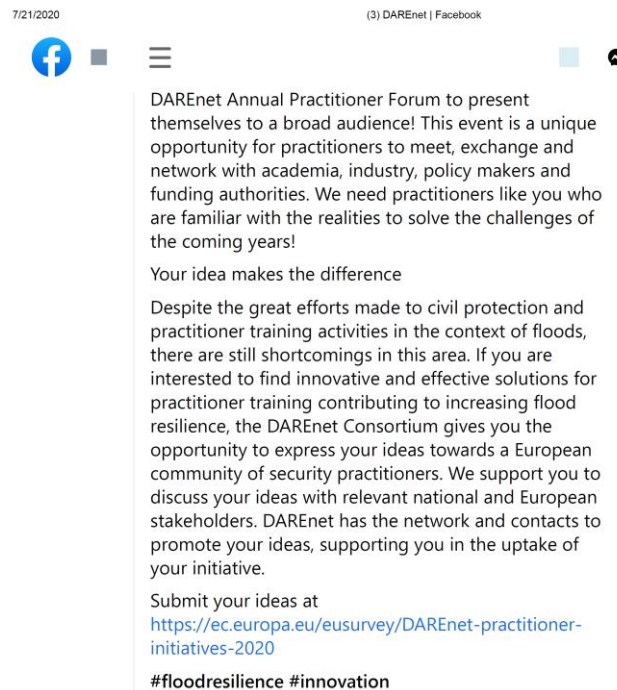 7/21/2020
(3) DAREnet | Facebook
DAREnet Annual Practitioner Forum to present
themselves to a broad audience! This event is a unique
opportunity for practitioners to meet, exchange and
network with academia, industry, policy makers and
funding authorities. We need practitioners like you who
are familiar with the realities to solve the challenges of
the coming years!
Your idea makes the difference
Despite the great efforts made to civil protection and
practitioner training activities in the context of floods,
there are still shortcomings in this area. If you are
interested to find innovative and effective solutions for
practitioner training contributing to increasing flood
resilience, the DAREnet Consortium gives you the
opportunity to express your ideas towards a European
community of security practitioners. We support you to
discuss your ideas with relevant national and European
stakeholders. DAREnet has the network and contacts to
promote your ideas, supporting you in the uptake of
your initiative.
Submit your ideas at
https://ec.europa.eu/eusurvey/DAREnet-practitioner-
initiatives-2020
#floodresilience #innovation